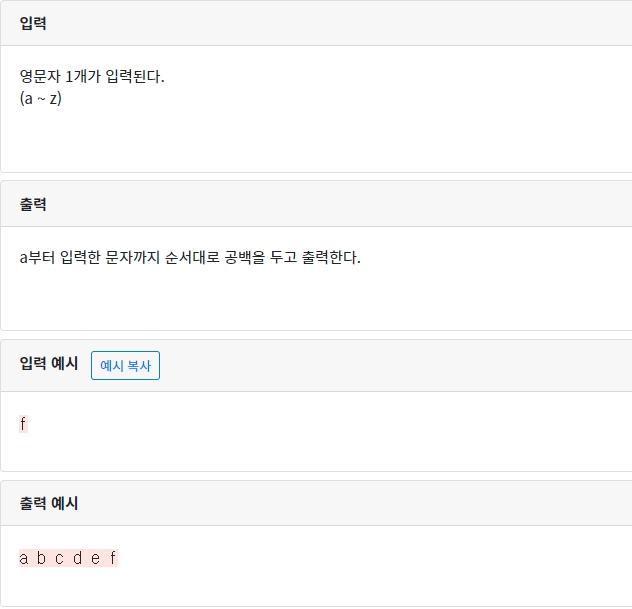 입력
영문자 1개가 입력된다.
(a ~ z)
출력
a부터 입력한 문자까지 순서대로 공백을 두고 출력한다.
입력 예시 예시 복사
f
출력 예시
a b c d e f